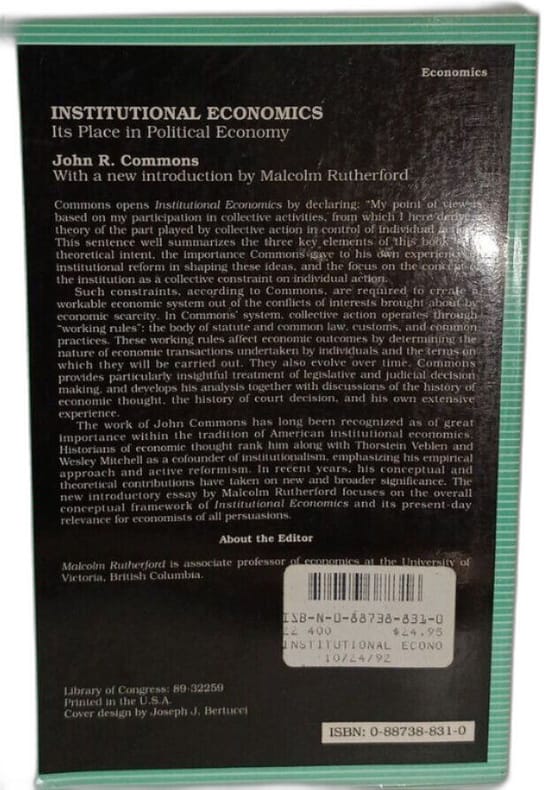 Economics
INSTITUTIONAL ECONOMICS
Its Place in Political Economy
John R. Commons
With a new introduction by Malcolm Rutherford
Commons opens Institutional Economics by declaring: "My point of view is
based on my participation in collective activities, from which I here derive
theory of the part played by collective action in control of individual action.
This sentence well summarizes the three key elements of this book
theoretical intent, the importance Commons gave to his own experience
institutional reform in shaping these ideas, and the focus on the concept of
the institution as a collective constraint on individual action.
Such constraints, according to Commons, are required to create a
workable economic system out of the conflicts of interests brought about by
economic scarcity. In Commons' system, collective action operates through
"working rules": the body of statute and common law, customs, and common
practices. These working rules affect economic outcomes by determining the
nature of economic transactions undertaken by individuals and the terms on
which they will be carried out. They also evolve over time. Commons
provides particularly insightful treatment of legislative and judicial decision
making, and develops his analysis together with discussions of the history of
economic thought, the history of court decision, and his own extensive
experience.
The work of John Commons has long been recognized as of great
importance within the tradition of American institutional economics.
Historians of economic thought rank him along with Thorstein Veblen and
Wesley Mitchell as a cofounder of institutionalism, emphasizing his empirical
approach and active reformism. In recent years, his conceptual and
theoretical contributions have taken on new and broader significance. The
new introductory essay by Malcolm Rutherford focuses on the overall
conceptual framework of Institutional Economics and its present-day
relevance for economists of all persuasions.
About the Editor
Malcolm Rutherford is associate professor of economics at the University of
Victoria, British Columbia.
ISB-N-0-88738-831-0
22 400 $24.95
INSTITUTIONAL ECONO
10/24/92
Library of Congress: 89-32259
Printed in the U.S.A.
Cover design by Joseph J. Bertucci
ISBN: 0-88738-831-0